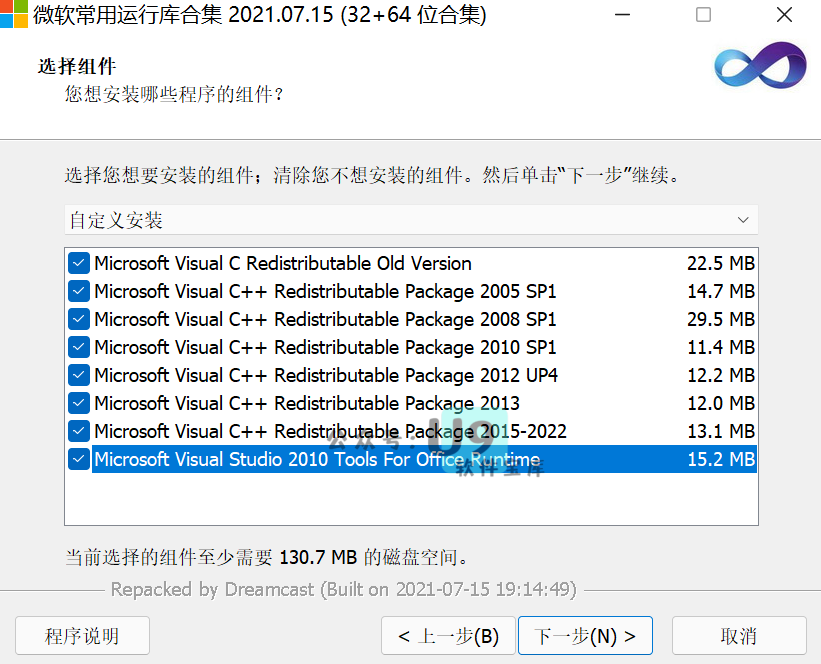 微软常用运行库合集 2021.07.15 (32+64 位合集)
选择组件
您想安装哪些程序的组件？
选择您想要安装的组件；清除您不想安装的组件。然后单击“下一步”继续。
自定义安装
Microsoft Visual C Redistributable Old Version 22.5 MB
Microsoft Visual C++ Redistributable Package 2005 SP1 14.7 MB
Microsoft Visual C++ Redistributable Package 2008 SP1 29.5 MB
Microsoft Visual C++ Redistributable Package 2010 SP1 11.4 MB
Microsoft Visual C++ Redistributable Package 2012 UP4 12.2 MB
Microsoft Visual C++ Redistributable Package 2013 12.0 MB
Microsoft Visual C++ Redistributable Package 2015-2022 13.1 MB
公众号：U9
软件宝库
Microsoft Visual Studio 2010 Tools For Office Runtime 15.2 MB
当前选择的组件至少需要 130.7 MB 的磁盘空间。
Repacked by Dreamcast (Built on 2021-07-15 19:14:49)
程序说明 < 上一步(B) 下一步(N) > 取消